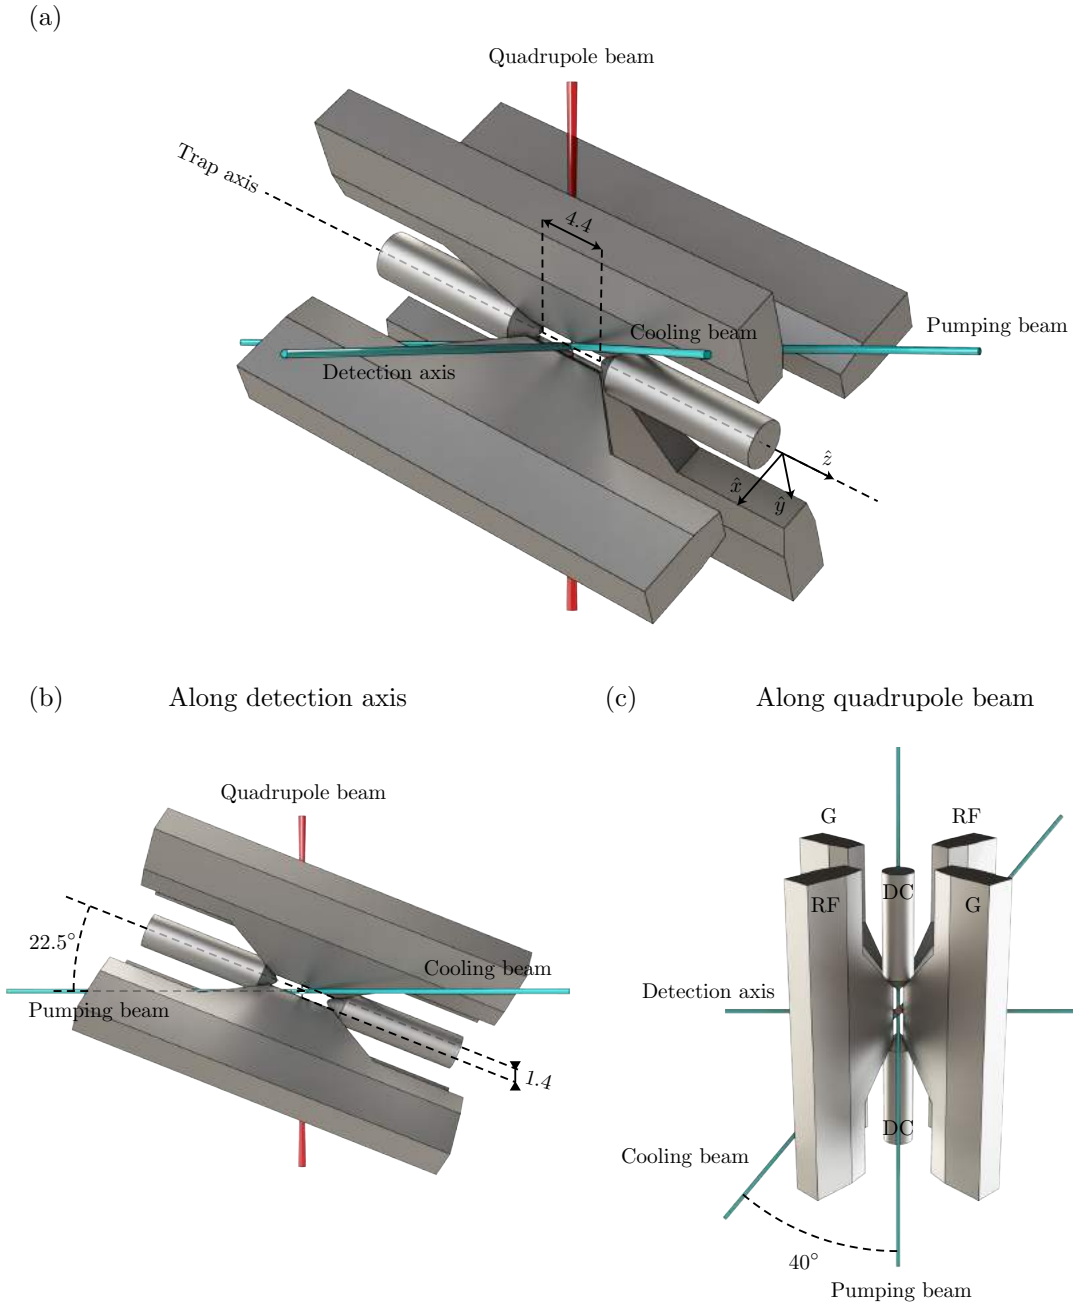 (a)
Quadrupole beam
Trap axis
4.4
Cooling beam
Pumping beam
Detection axis
ẑ
x̂
ŷ
(b)
Along detection axis
Quadrupole beam
22.5°
Cooling beam
Pumping beam
1.4
(c)
Along quadrupole beam
G
RF
DC
RF
G
Detection axis
DC
Cooling beam
40°
Pumping beam